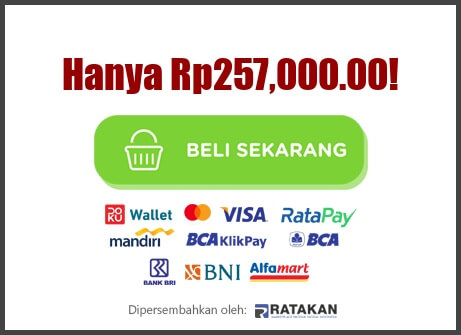 Hanya Rp257,000.00!
BELI SEKARANG
DOKU Wallet VISA RataPay
mandiri BCA KlikPay BCA
BANK BRI BNI Alfamart
Dipersembahkan oleh: RATAKAN